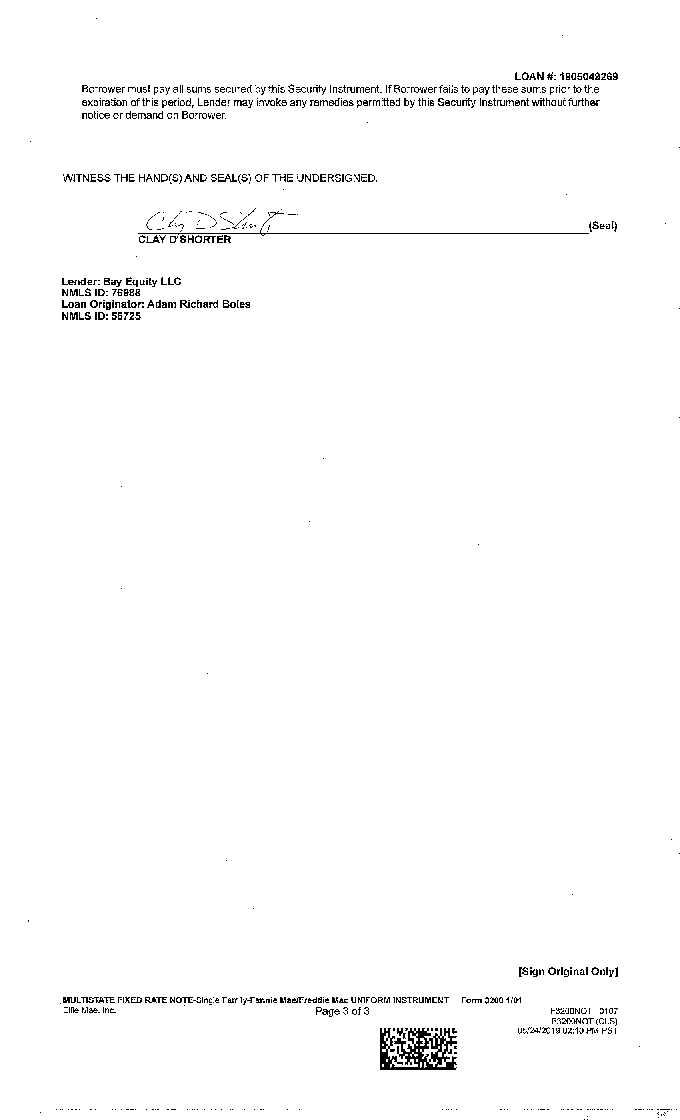 LOAN #: 1905048269
Borrower must pay all sums secured by this Security Instrument. If Borrower fails to pay these sums prior to the
expiration of this period, Lender may invoke any remedies permitted by this Security Instrument without further
notice or demand on Borrower.
WITNESS THE HAND(S) AND SEAL(S) OF THE UNDERSIGNED.
(Seal)
CLAY D'SHORTER
Lender: Bay Equity LLC
NMLS ID: 76988
Loan Originator: Adam Richard Boles
NMLS ID: 56725
[Sign Original Only]
MULTISTATE FIXED RATE NOTE-Single Family-Fannie Mae/Freddie Mac UNIFORM INSTRUMENT Form 3200 1/01
Ellie Mae, Inc. Page 3 of 3 F3200NOT 0107
F3200NOT (CLS)
05/24/2019 02:10 PM PST